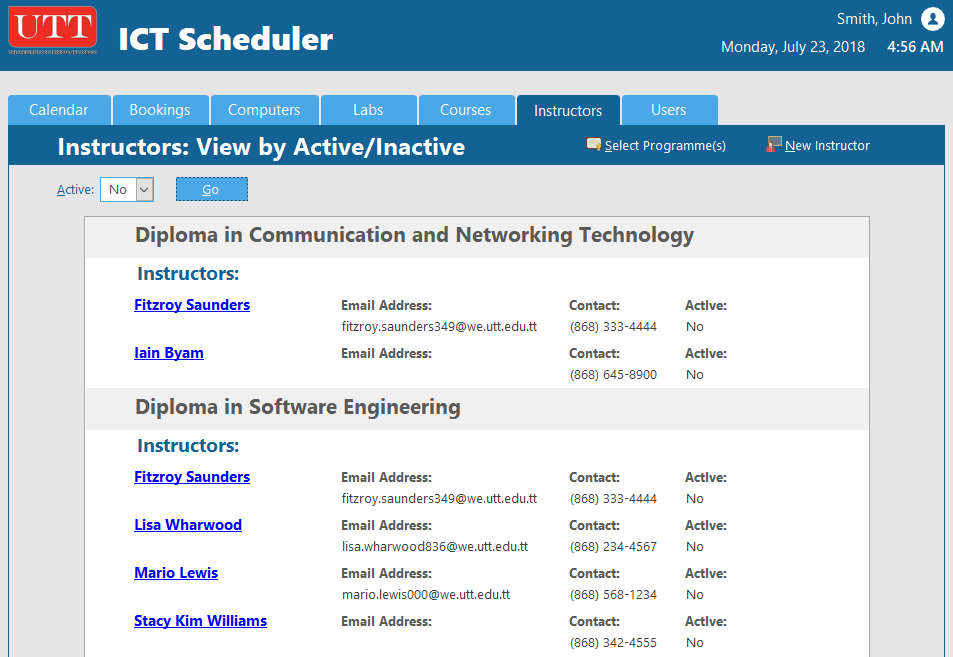 UTT
ICT Scheduler
Smith, John
Monday, July 23, 2018 4:56 AM
Calendar Bookings Computers Labs Courses Instructors Users
Instructors: View by Active/Inactive Select Programme(s) New Instructor
Active: No Go
Diploma in Communication and Networking Technology
Instructors:
Fitzroy Saunders Email Address: Contact: Active:
fitzroy.saunders349@we.utt.edu.tt (868) 333-4444 No
Iain Byam Email Address: Contact: Active:
(868) 645-8900 No
Diploma in Software Engineering
Instructors:
Fitzroy Saunders Email Address: Contact: Active:
fitzroy.saunders349@we.utt.edu.tt (868) 333-4444 No
Lisa Wharwood Email Address: Contact: Active:
lisa.wharwood836@we.utt.edu.tt (868) 234-4567 No
Mario Lewis Email Address: Contact: Active:
mario.lewis000@we.utt.edu.tt (868) 568-1234 No
Stacy Kim Williams Email Address: Contact: Active:
(868) 342-4555 No